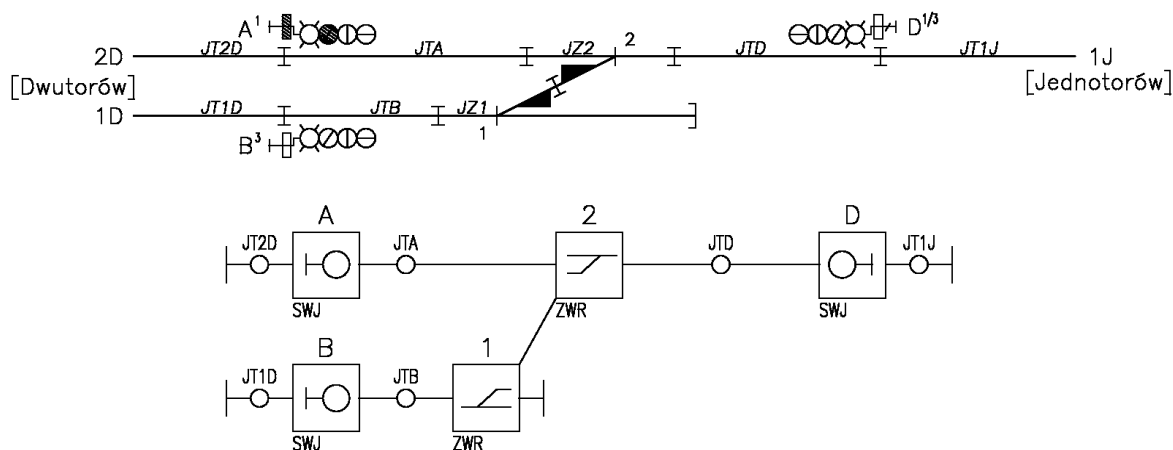 A¹ D¹/³
2D JT2D JTA JZ2 2 JTD JT1J 1J
[Dwutorów] [Jednotorów]
1D JT1D JTB JZ1 1
B³
A 2 D
JT2D JTA JTD JT1J
SWJ ZWR SWJ
B 1
JT1D JTB
SWJ ZWR